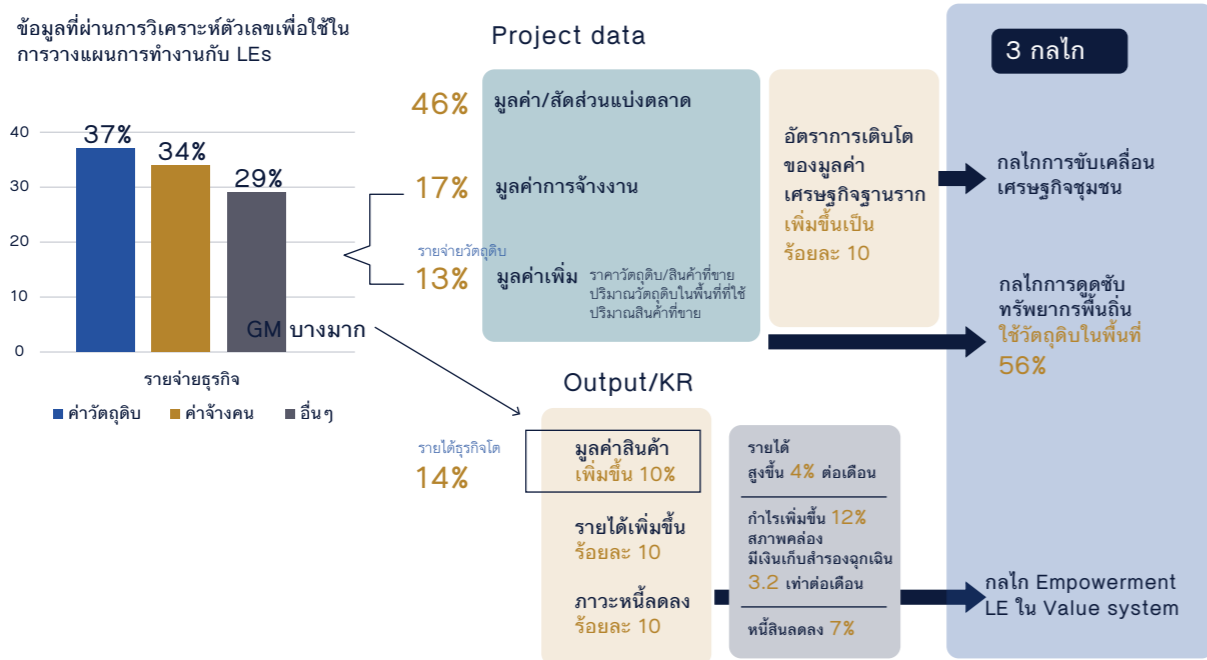 ข้อมูลที่ผ่านการวิเคราะห์ตัวเลขเพื่อใช้ใน
การวางแผนการทำงานกับ LEs
40
30
20
10
0
37%
34%
29%
GM บางมาก
รายจ่ายธุรกิจ
ค่าวัตถุดิบ ค่าจ้างคน อื่นๆ
Project data
46% มูลค่า/สัดส่วนแบ่งตลาด
17% มูลค่าการจ้างงาน
รายจ่ายวัตถุดิบ
13% มูลค่าเพิ่ม
ราคาวัตถุดิบ/สินค้าที่ขาย
ปริมาณวัตถุดิบในพื้นที่ที่ใช้
ปริมาณสินค้าที่ขาย
อัตราการเติบโต
ของมูลค่า
เศรษฐกิจฐานราก
เพิ่มขึ้นเป็น
ร้อยละ 10
Output/KR
รายได้ธุรกิจโต
14%
มูลค่าสินค้า
เพิ่มขึ้น 10%
รายได้เพิ่มขึ้น
ร้อยละ 10
ภาวะหนี้ลดลง
ร้อยละ 10
รายได้
สูงขึ้น 4% ต่อเดือน
กำไรเพิ่มขึ้น 12%
สภาพคล่อง
มีเงินเก็บสำรองฉุกเฉิน
3.2 เท่าต่อเดือน
หนี้สินลดลง 7%
3 กลไก
กลไกการขับเคลื่อน
เศรษฐกิจชุมชน
กลไกการดูดซับ
ทรัพยากรพื้นถิ่น
ใช้วัตถุดิบในพื้นที่
56%
กลไก Empowerment
LE ใน Value system